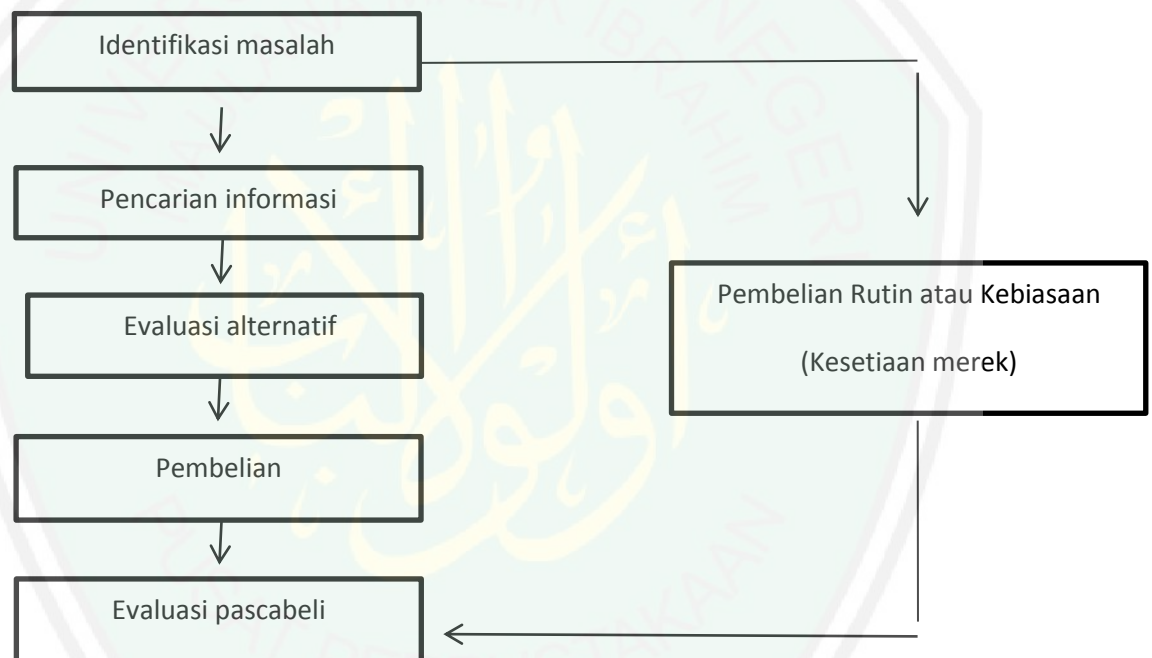 Identifikasi masalah
Pencarian informasi
Evaluasi alternatif
Pembelian
Evaluasi pascabeli
Pembelian Rutin atau Kebiasaan
(Kesetiaan merek)